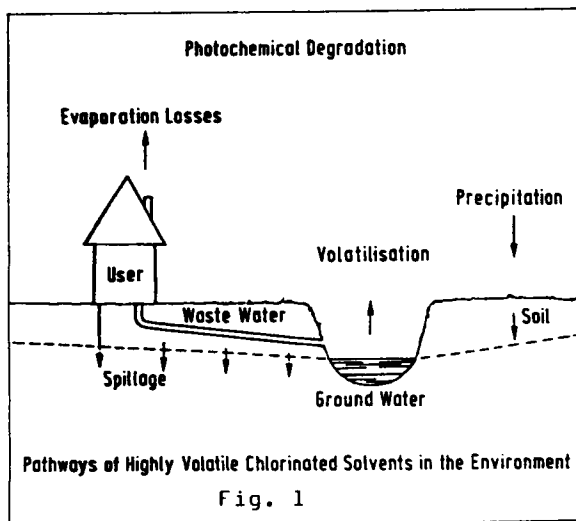 Photochemical Degradation
Evaporation Losses
Precipitation
Volatilisation
User
Waste Water
Soil
Spillage
Ground Water
Pathways of Highly Volatile Chlorinated Solvents in the Environment
Fig. 1